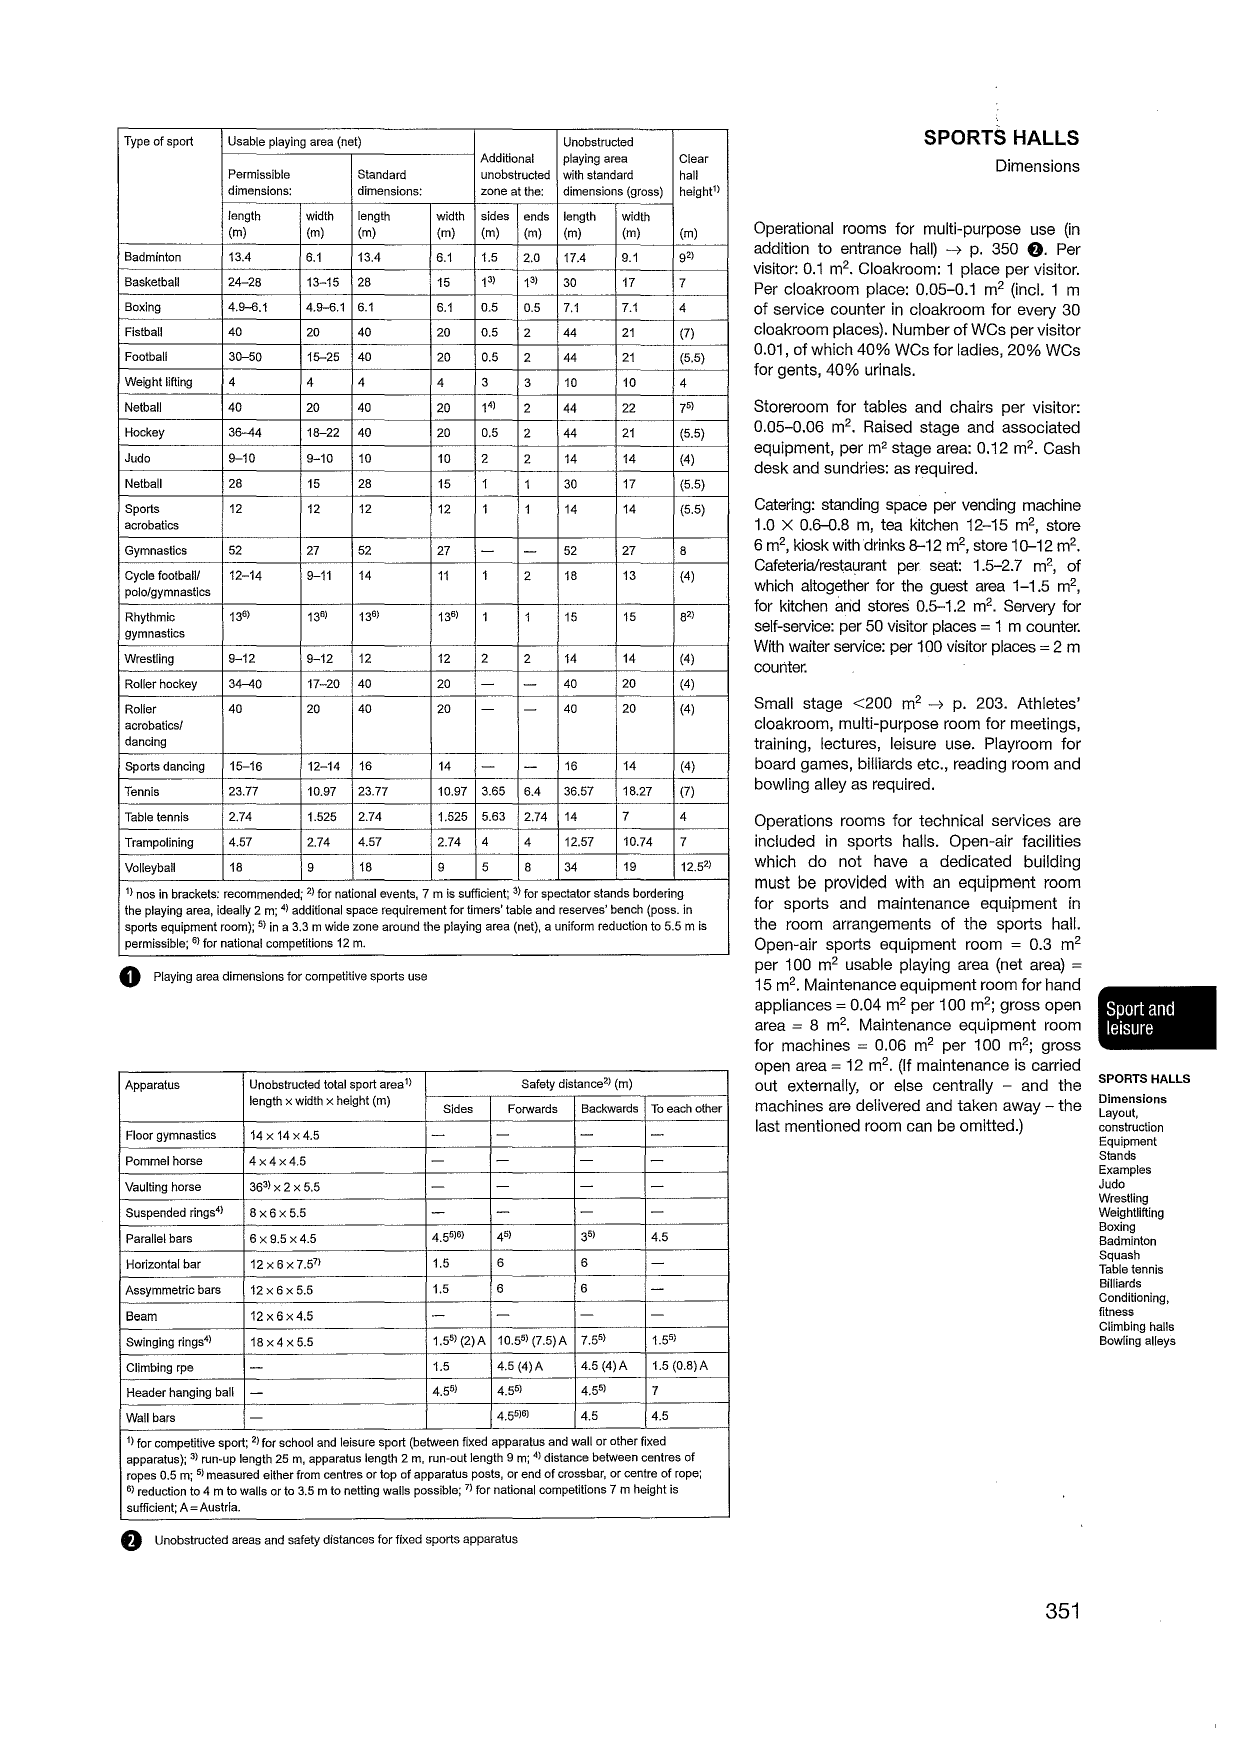 SPORTS HALLS
Dimensions
Type of sport | Usable playing area (net) | Additional unobstructed zone at the: | Unobstructed playing area with standard dimensions (gross) | Clear hall height¹⁾
Permissible dimensions: | Standard dimensions:
length (m) | width (m) | length (m) | width (m) | sides (m) | ends (m) | length (m) | width (m) | (m)
Badminton | 13.4 | 6.1 | 13.4 | 6.1 | 1.5 | 2.0 | 17.4 | 9.1 | 9²⁾
Basketball | 24–28 | 13–15 | 28 | 15 | 1³⁾ | 1³⁾ | 30 | 17 | 7
Boxing | 4.9–6.1 | 4.9–6.1 | 6.1 | 6.1 | 0.5 | 0.5 | 7.1 | 7.1 | 4
Fistball | 40 | 20 | 40 | 20 | 0.5 | 2 | 44 | 21 | (7)
Football | 30–50 | 15–25 | 40 | 20 | 0.5 | 2 | 44 | 21 | (5.5)
Weight lifting | 4 | 4 | 4 | 4 | 3 | 3 | 10 | 10 | 4
Netball | 40 | 20 | 40 | 20 | 1⁴⁾ | 2 | 44 | 22 | 7⁵⁾
Hockey | 36–44 | 18–22 | 40 | 20 | 0.5 | 2 | 44 | 21 | (5.5)
Judo | 9–10 | 9–10 | 10 | 10 | 2 | 2 | 14 | 14 | (4)
Netball | 28 | 15 | 28 | 15 | 1 | 1 | 30 | 17 | (5.5)
Sports acrobatics | 12 | 12 | 12 | 12 | 1 | 1 | 14 | 14 | (5.5)
Gymnastics | 52 | 27 | 52 | 27 | — | — | 52 | 27 | 8
Cycle football/ polo/gymnastics | 12–14 | 9–11 | 14 | 11 | 1 | 2 | 18 | 13 | (4)
Rhythmic gymnastics | 13⁶⁾ | 13⁶⁾ | 13⁶⁾ | 13⁶⁾ | 1 | 1 | 15 | 15 | 8²⁾
Wrestling | 9–12 | 9–12 | 12 | 12 | 2 | 2 | 14 | 14 | (4)
Roller hockey | 34–40 | 17–20 | 40 | 20 | — | — | 40 | 20 | (4)
Roller acrobatics/ dancing | 40 | 20 | 40 | 20 | — | — | 40 | 20 | (4)
Sports dancing | 15–16 | 12–14 | 16 | 14 | — | — | 16 | 14 | (4)
Tennis | 23.77 | 10.97 | 23.77 | 10.97 | 3.65 | 6.4 | 36.57 | 18.27 | (7)
Table tennis | 2.74 | 1.525 | 2.74 | 1.525 | 5.63 | 2.74 | 14 | 7 | 4
Trampolining | 4.57 | 2.74 | 4.57 | 2.74 | 4 | 4 | 12.57 | 10.74 | 7
Volleyball | 18 | 9 | 18 | 9 | 5 | 8 | 34 | 19 | 12.5²⁾
¹⁾ nos in brackets: recommended; ²⁾ for national events, 7 m is sufficient; ³⁾ for spectator stands bordering
the playing area, ideally 2 m; ⁴⁾ additional space requirement for timers' table and reserves' bench (poss. in
sports equipment room); ⁵⁾ in a 3.3 m wide zone around the playing area (net), a uniform reduction to 5.5 m is
permissible; ⁶⁾ for national competitions 12 m.
❶ Playing area dimensions for competitive sports use
Apparatus | Unobstructed total sport area¹⁾ length × width × height (m) | Safety distance²⁾ (m)
Sides | Forwards | Backwards | To each other
Floor gymnastics | 14 × 14 × 4.5 | — | — | — | —
Pommel horse | 4 × 4 × 4.5 | — | — | — | —
Vaulting horse | 36³⁾ × 2 × 5.5 | — | — | — | —
Suspended rings⁴⁾ | 8 × 6 × 5.5 | — | — | — | —
Parallel bars | 6 × 9.5 × 4.5 | 4.5⁵⁾⁶⁾ | 4⁵⁾ | 3⁵⁾ | 4.5
Horizontal bar | 12 × 6 × 7.5⁷⁾ | 1.5 | 6 | 6 | —
Assymmetric bars | 12 × 6 × 5.5 | 1.5 | 6 | 6 | —
Beam | 12 × 6 × 4.5 | — | — | — | —
Swinging rings⁴⁾ | 18 × 4 × 5.5 | 1.5⁵⁾ (2) A | 10.5⁵⁾ (7.5) A | 7.5⁵⁾ | 1.5⁵⁾
Climbing rpe | — | 1.5 | 4.5 (4) A | 4.5 (4) A | 1.5 (0.8) A
Header hanging ball | — | 4.5⁵⁾ | 4.5⁵⁾ | 4.5⁵⁾ | 7
Wall bars | — | | 4.5⁵⁾⁶⁾ | 4.5 | 4.5
¹⁾ for competitive sport; ²⁾ for school and leisure sport (between fixed apparatus and wall or other fixed
apparatus); ³⁾ run-up length 25 m, apparatus length 2 m, run-out length 9 m; ⁴⁾ distance between centres of
ropes 0.5 m; ⁵⁾ measured either from centres or top of apparatus posts, or end of crossbar, or centre of rope;
⁶⁾ reduction to 4 m to walls or to 3.5 m to netting walls possible; ⁷⁾ for national competitions 7 m height is
sufficient; A = Austria.
❷ Unobstructed areas and safety distances for fixed sports apparatus
Operational rooms for multi-purpose use (in
addition to entrance hall) → p. 350 ❷. Per
visitor: 0.1 m². Cloakroom: 1 place per visitor.
Per cloakroom place: 0.05–0.1 m² (incl. 1 m
of service counter in cloakroom for every 30
cloakroom places). Number of WCs per visitor
0.01, of which 40% WCs for ladies, 20% WCs
for gents, 40% urinals.
Storeroom for tables and chairs per visitor:
0.05–0.06 m². Raised stage and associated
equipment, per m² stage area: 0.12 m². Cash
desk and sundries: as required.
Catering: standing space per vending machine
1.0 × 0.6–0.8 m, tea kitchen 12–15 m², store
6 m², kiosk with drinks 8–12 m², store 10–12 m².
Cafeteria/restaurant per seat: 1.5–2.7 m², of
which altogether for the guest area 1–1.5 m²,
for kitchen and stores 0.5–1.2 m². Servery for
self-service: per 50 visitor places = 1 m counter.
With waiter service: per 100 visitor places = 2 m
counter.
Small stage <200 m² → p. 203. Athletes'
cloakroom, multi-purpose room for meetings,
training, lectures, leisure use. Playroom for
board games, billiards etc., reading room and
bowling alley as required.
Operations rooms for technical services are
included in sports halls. Open-air facilities
which do not have a dedicated building
must be provided with an equipment room
for sports and maintenance equipment in
the room arrangements of the sports hall.
Open-air sports equipment room = 0.3 m²
per 100 m² usable playing area (net area) =
15 m². Maintenance equipment room for hand
appliances = 0.04 m² per 100 m²; gross open
area = 8 m². Maintenance equipment room
for machines = 0.06 m² per 100 m²; gross
open area = 12 m². (If maintenance is carried
out externally, or else centrally – and the
machines are delivered and taken away – the
last mentioned room can be omitted.)
Sport and
leisure
SPORTS HALLS
Dimensions
Layout,
construction
Equipment
Stands
Examples
Judo
Wrestling
Weightlifting
Boxing
Badminton
Squash
Table tennis
Billiards
Conditioning,
fitness
Climbing halls
Bowling alleys
351